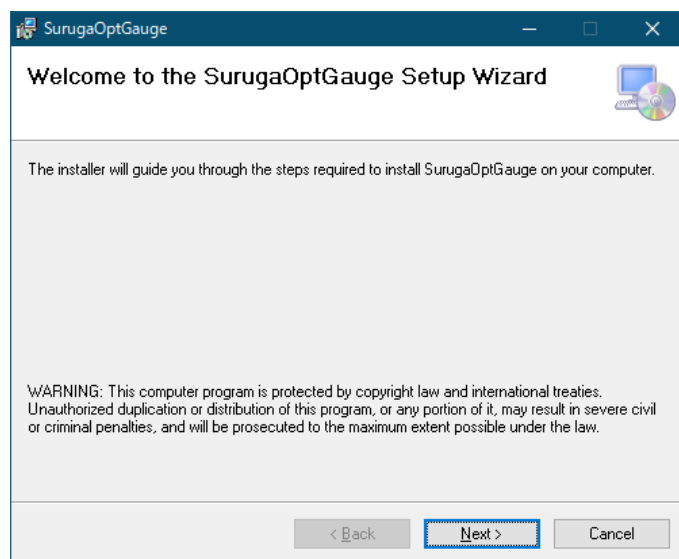 SurugaOptGauge
Welcome to the SurugaOptGauge Setup Wizard
The installer will guide you through the steps required to install SurugaOptGauge on your computer.
WARNING: This computer program is protected by copyright law and international treaties.
Unauthorized duplication or distribution of this program, or any portion of it, may result in severe civil
or criminal penalties, and will be prosecuted to the maximum extent possible under the law.
< Back
Next >
Cancel